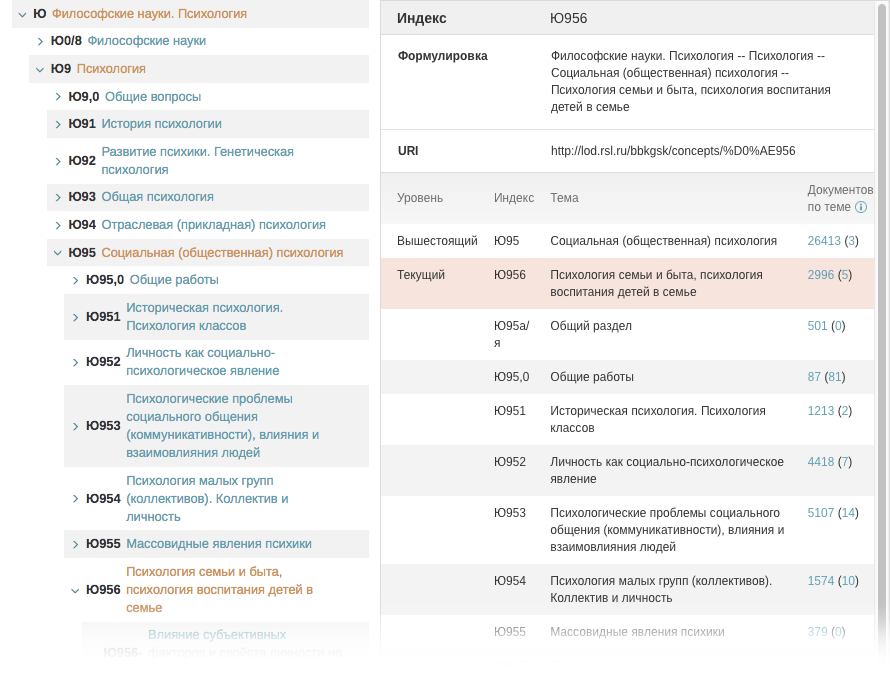 Ю Философские науки. Психология
Ю0/8 Философские науки
Ю9 Психология
Ю9,0 Общие вопросы
Ю91 История психологии
Ю92 Развитие психики. Генетическая
психология
Ю93 Общая психология
Ю94 Отраслевая (прикладная) психология
Ю95 Социальная (общественная) психология
Ю95,0 Общие работы
Ю951 Историческая психология.
Психология классов
Ю952 Личность как социально-
психологическое явление
Ю953 Психологические проблемы
социального общения
(коммуникативности), влияния и
взаимовлияния людей
Ю954 Психология малых групп
(коллективов). Коллектив и
личность
Ю955 Массовидные явления психики
Ю956 Психология семьи и быта,
психология воспитания детей в
семье
Влияние субъективных
Ю956- факторов и свойств личности на
Индекс Ю956
Формулировка Философские науки. Психология -- Психология --
Социальная (общественная) психология --
Психология семьи и быта, психология воспитания
детей в семье
URI http://lod.rsl.ru/bbkgsk/concepts/%D0%AE956
Уровень Индекс Тема Документов
по теме
Вышестоящий Ю95 Социальная (общественная) психология 26413 (3)
Текущий Ю956 Психология семьи и быта, психология 2996 (5)
воспитания детей в семье
Ю95а/ Общий раздел 501 (0)
я
Ю95,0 Общие работы 87 (81)
Ю951 Историческая психология. Психология 1213 (2)
классов
Ю952 Личность как социально-психологическое 4418 (7)
явление
Ю953 Психологические проблемы социального 5107 (14)
общения (коммуникативности), влияния и
взаимовлияния людей
Ю954 Психология малых групп (коллективов). 1574 (10)
Коллектив и личность
Ю955 Массовидные явления психики 379 (0)